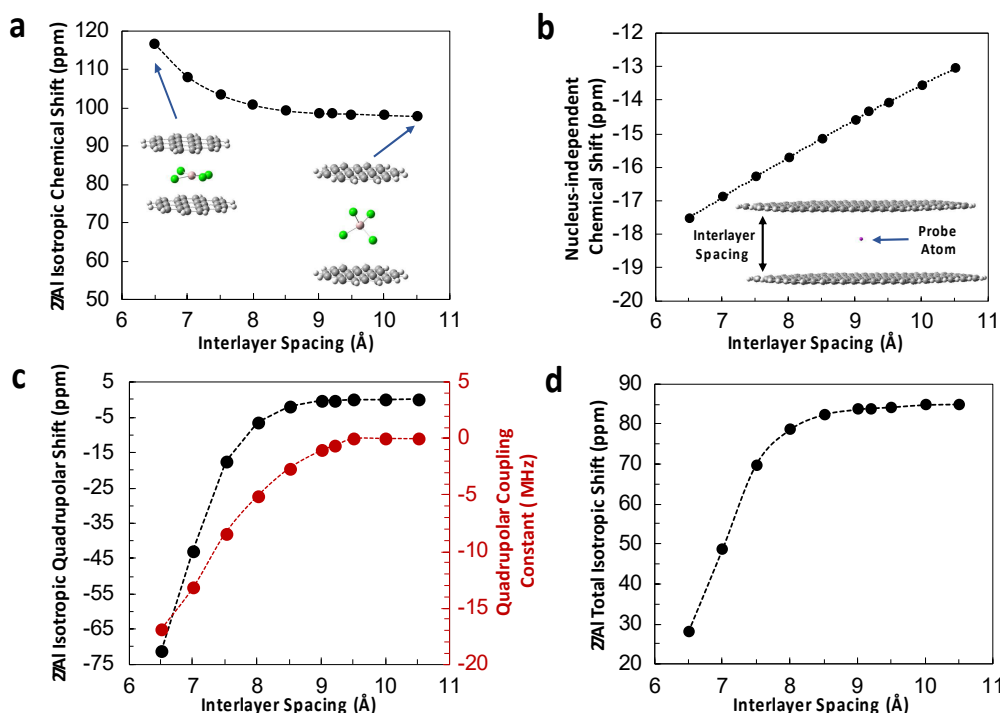 a
27Al Isotropic Chemical Shift (ppm)
120
110
100
90
80
70
60
50
6 7 8 9 10 11
Interlayer Spacing (Å)
b
Nucleus-independent
Chemical Shift (ppm)
-12
-13
-14
-15
-16
-17
-18
-19
-20
Interlayer
Spacing
Probe
Atom
6 7 8 9 10 11
Interlayer Spacing (Å)
c
27Al Isotropic Quadrupolar Shift (ppm)
5
-5
-15
-25
-35
-45
-55
-65
-75
5
0
-5
-10
-15
-20
Quadrupolar Coupling
Constant ( MHz)
6 7 8 9 10 11
Interlayer Spacing (Å)
d
27Al Total Isotropic Shift (ppm)
90
80
70
60
50
40
30
20
6 7 8 9 10 11
Interlayer Spacing (Å)